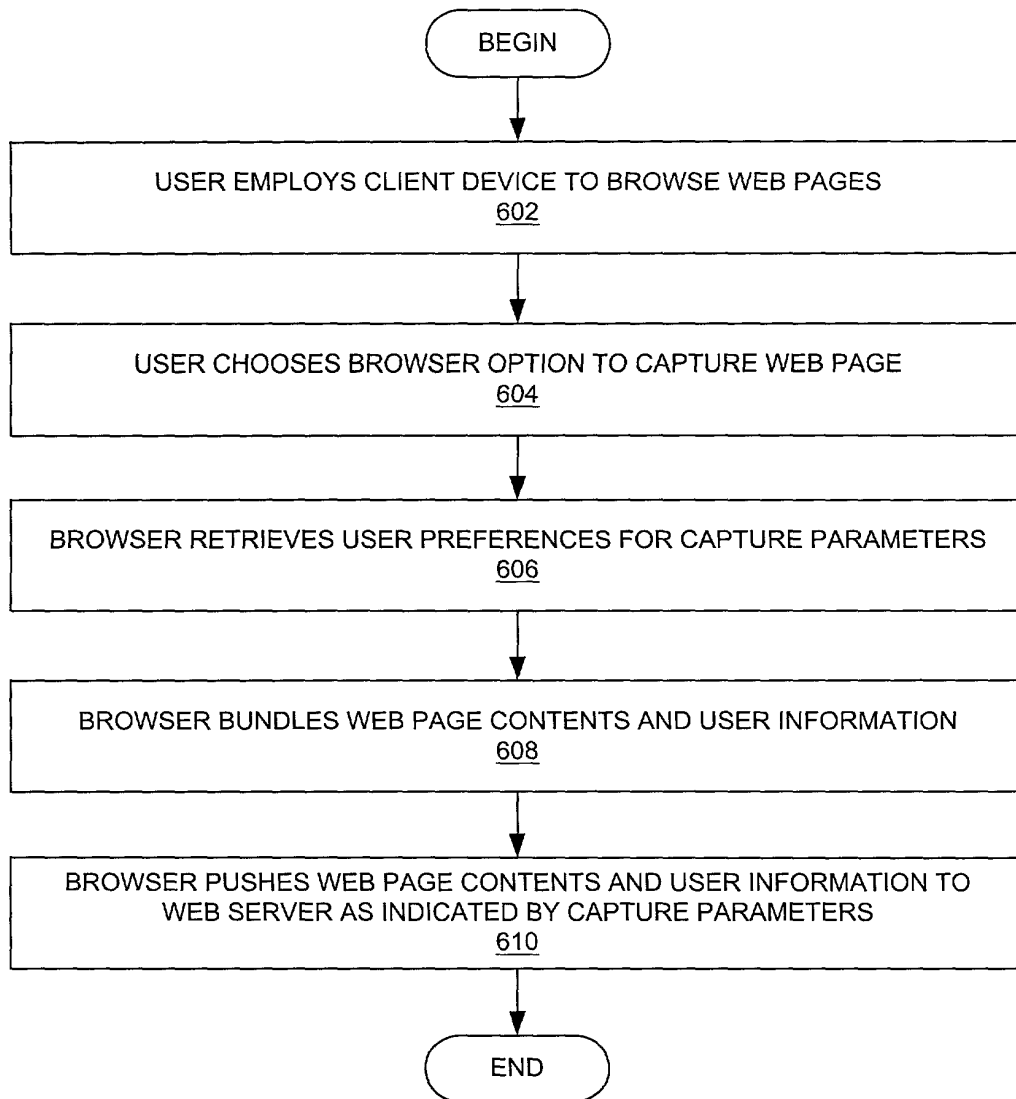 BEGIN
USER EMPLOYS CLIENT DEVICE TO BROWSE WEB PAGES
602
USER CHOOSES BROWSER OPTION TO CAPTURE WEB PAGE
604
BROWSER RETRIEVES USER PREFERENCES FOR CAPTURE PARAMETERS
606
BROWSER BUNDLES WEB PAGE CONTENTS AND USER INFORMATION
608
BROWSER PUSHES WEB PAGE CONTENTS AND USER INFORMATION TO
WEB SERVER AS INDICATED BY CAPTURE PARAMETERS
610
END